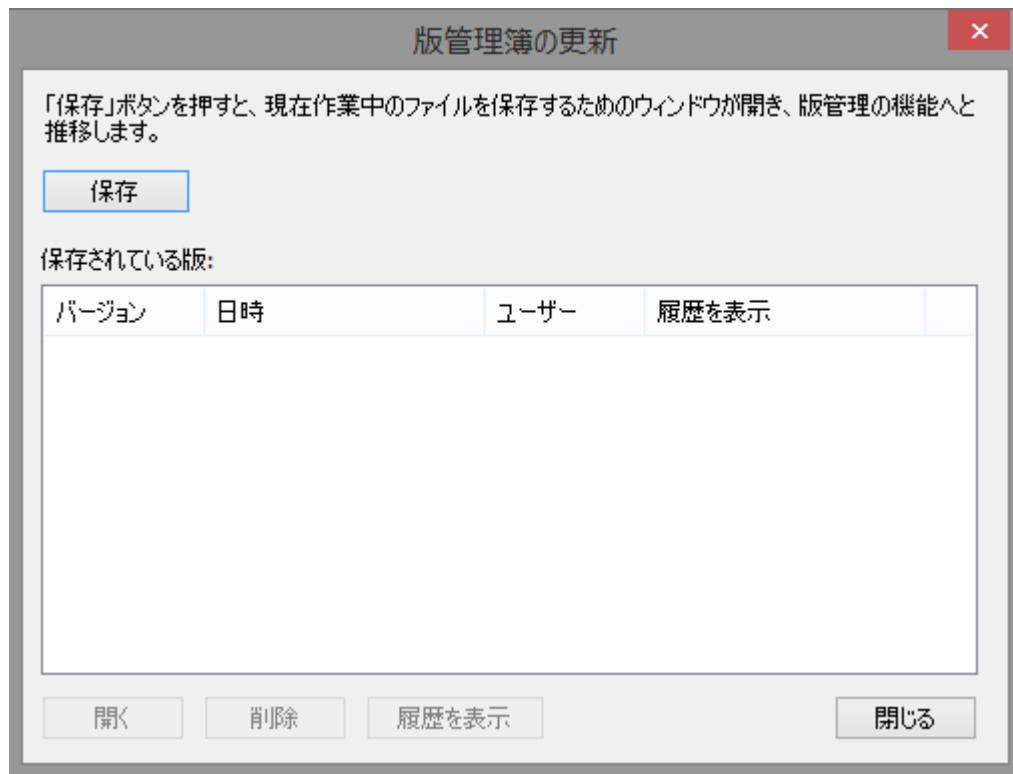 版管理簿の更新
「保存」ボタンを押すと、現在作業中のファイルを保存するためのウィンドウが開き、版管理の機能へと
推移します。
保存
保存されている版:
バージョン 日時 ユーザー 履歴を表示
開く 削除 履歴を表示 閉じる